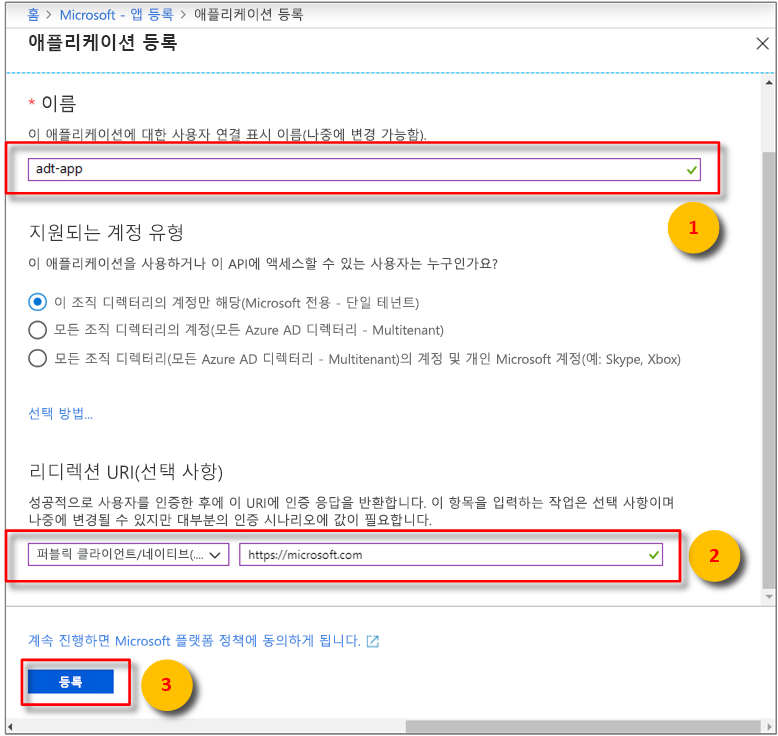 홈 > Microsoft - 앱 등록 > 애플리케이션 등록
애플리케이션 등록
* 이름
이 애플리케이션에 대한 사용자 연결 표시 이름(나중에 변경 가능함).
adt-app
1
지원되는 계정 유형
이 애플리케이션을 사용하거나 이 API에 액세스할 수 있는 사용자는 누구인가요?
이 조직 디렉터리의 계정만 해당(Microsoft 전용 - 단일 테넌트)
모든 조직 디렉터리의 계정(모든 Azure AD 디렉터리 - Multitenant)
모든 조직 디렉터리(모든 Azure AD 디렉터리 - Multitenant)의 계정 및 개인 Microsoft 계정(예: Skype, Xbox)
선택 방법...
리디렉션 URI(선택 사항)
성공적으로 사용자를 인증한 후에 이 URI에 인증 응답을 반환합니다. 이 항목을 입력하는 작업은 선택 사항이며
나중에 변경될 수 있지만 대부분의 인증 시나리오에 값이 필요합니다.
퍼블릭 클라이언트/네이티브(.... https://microsoft.com
2
계속 진행하면 Microsoft 플랫폼 정책에 동의하게 됩니다.
등록
3